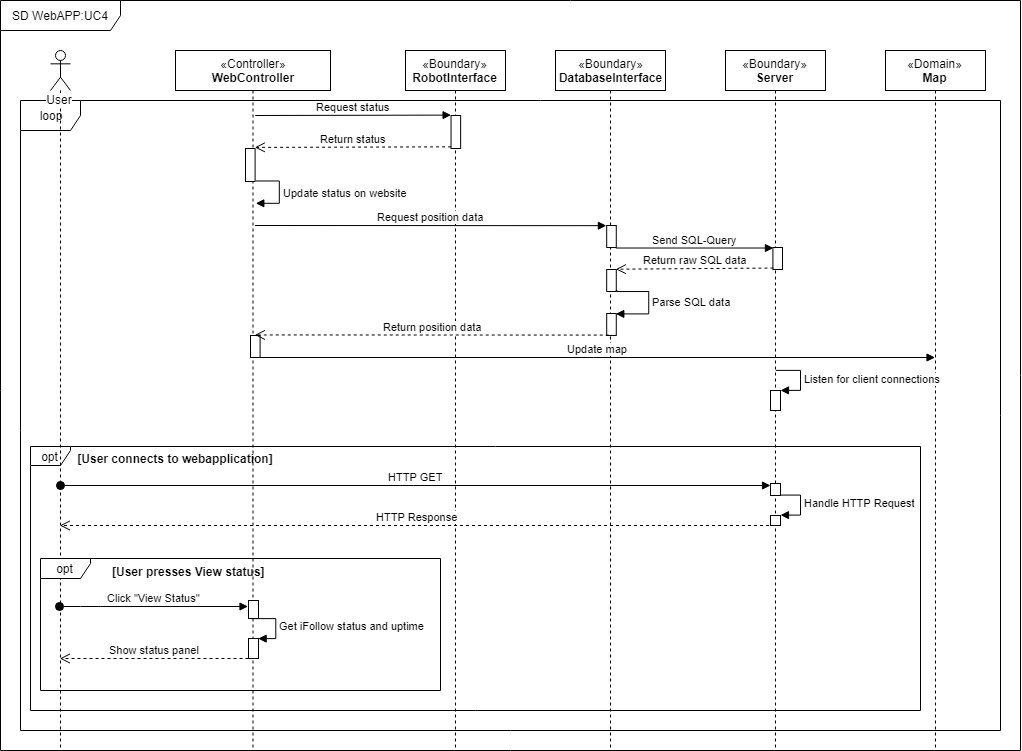 SD WebAPP:UC4
«Controller»
WebController
«Boundary»
RobotInterface
«Boundary»
DatabaseInterface
«Boundary»
Server
«Domain»
Map
User
loop
Request status
Return status
Update status on website
Request position data
Send SQL-Query
Return raw SQL data
Parse SQL data
Return position data
Update map
Listen for client connections
opt
[User connects to webapplication]
HTTP GET
Handle HTTP Request
HTTP Response
opt
[User presses View status]
Click "View Status"
Get iFollow status and uptime
Show status panel